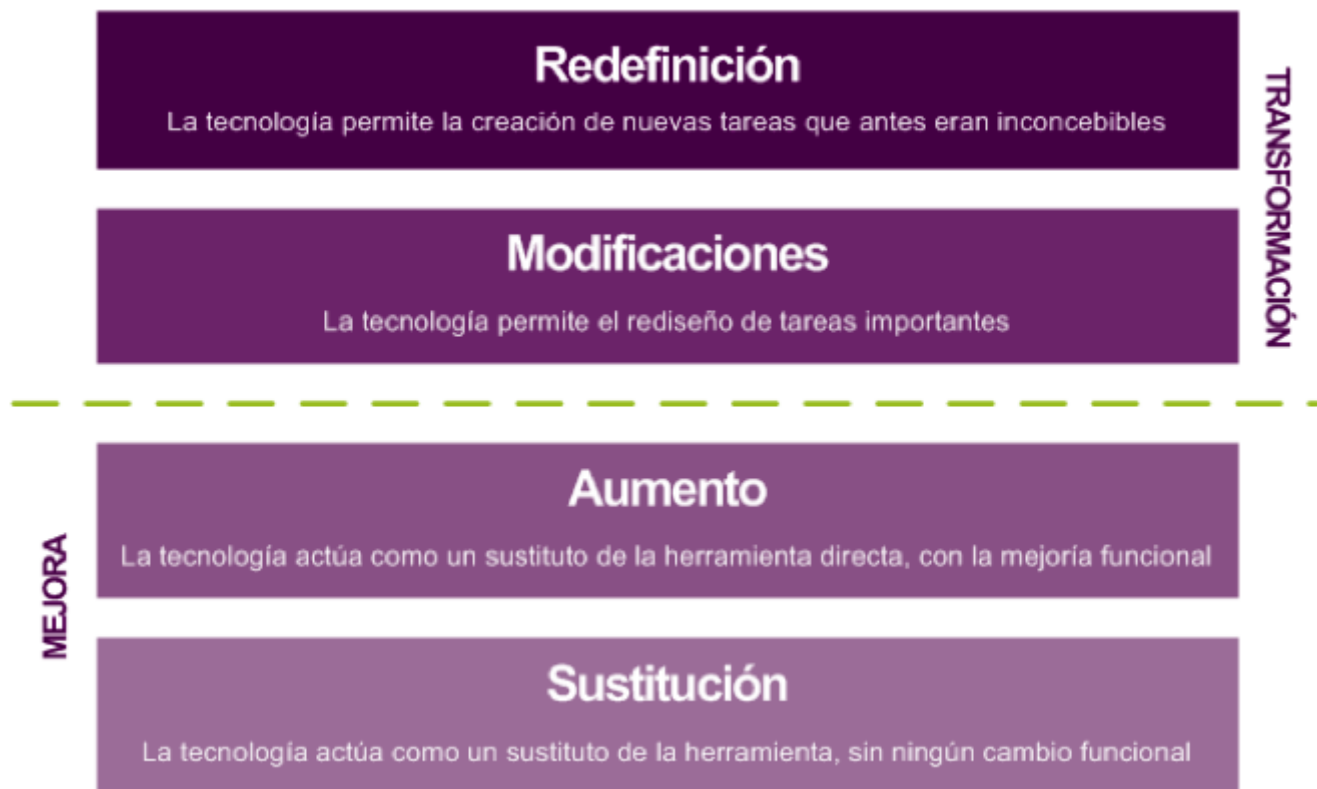 Redefinición
La tecnología permite la creación de nuevas tareas que antes eran inconcebibles
TRANSFORMACIÓN
Modificaciones
La tecnología permite el rediseño de tareas importantes
MEJORA
Aumento
La tecnología actúa como un sustituto de la herramienta directa, con la mejoría funcional
Sustitución
La tecnología actúa como un sustituto de la herramienta, sin ningún cambio funcional